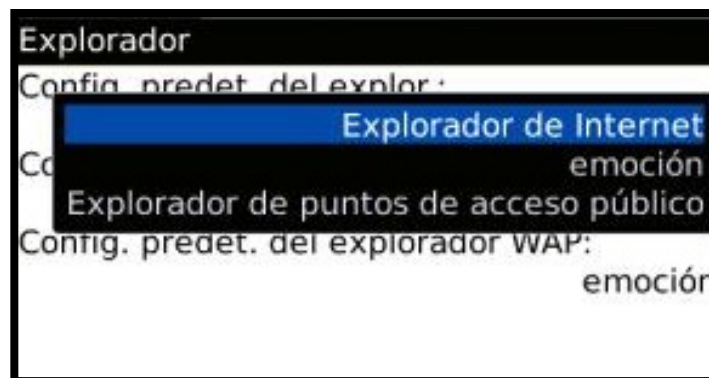 Explorador
Config. predet. del explor.:
Explorador de Internet
emoción
Explorador de puntos de acceso público
Config. predet. del explorador WAP:
emoción